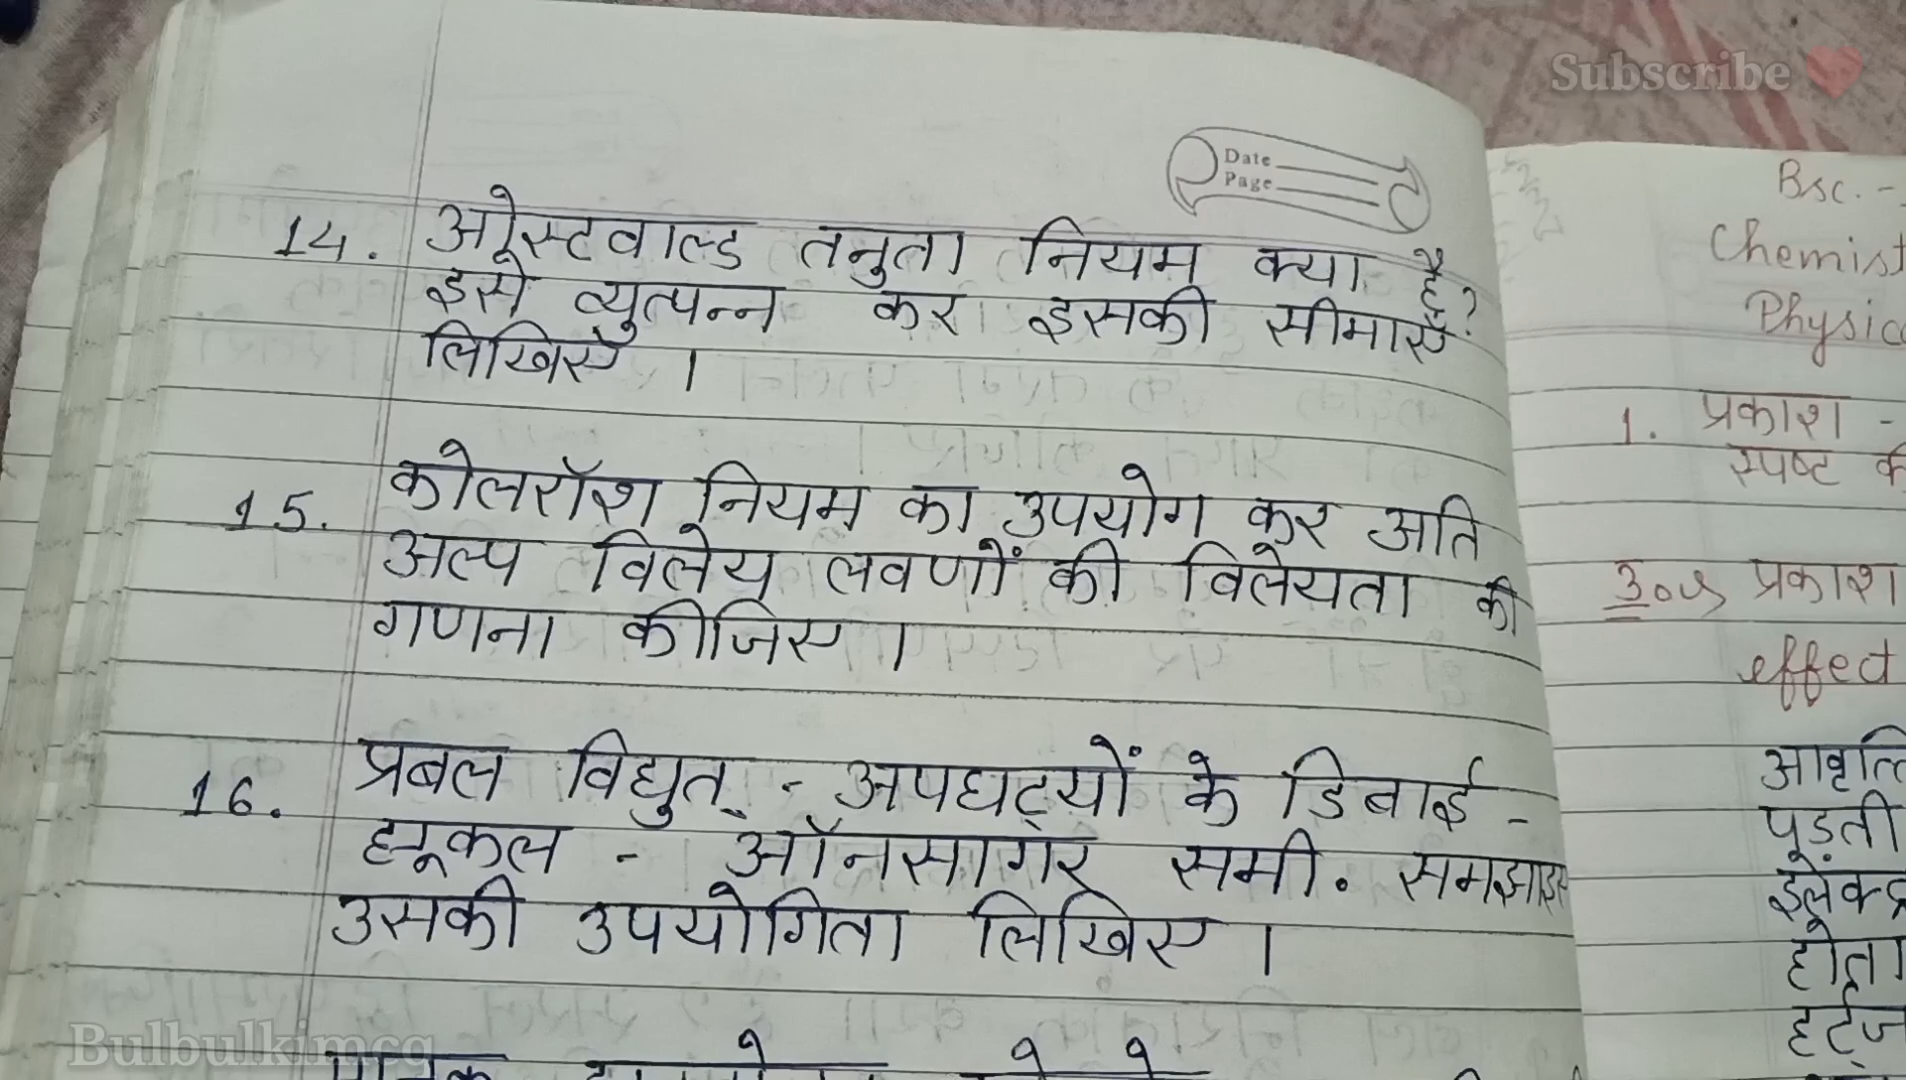 Subscribe
Date
Page
14. ओस्टवाल्ड तनुता नियम क्या है?
इसे व्युत्पन्न कर इसकी सीमाएँ
लिखिए ।
15. कोलरॉश नियम का उपयोग कर अति
अल्प विलेय लवणों की विलेयता की
गणना कीजिए ।
16. प्रबल विद्युत् - अपघट्यों के डिबाई -
ह्यूकल - ऑनसागर समी. समझाइए
उसकी उपयोगिता लिखिए ।
Bulbulkimcg
Bsc. -
Chemist
Physic
1. प्रकाश -
स्पष्ट
उoxs प्रकाश
effect
आवृत्ति
पड़ती
इलेक्ट्र
होता